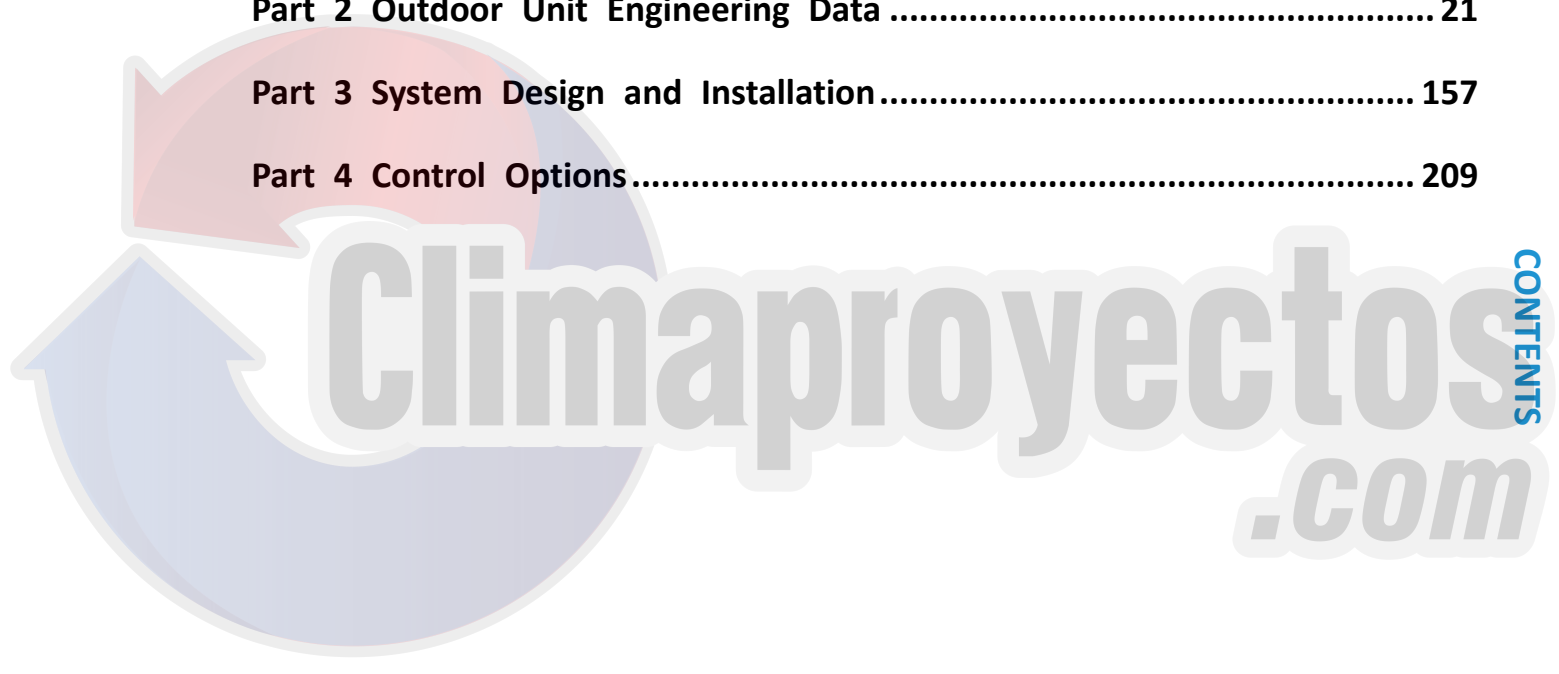 Part 2 Outdoor Unit Engineering Data ........................................................ 21
Part 3 System Design and Installation ....................................................... 157
Part 4 Control Options ................................................................................ 209
CONTENTS
Climaproyectos
.com